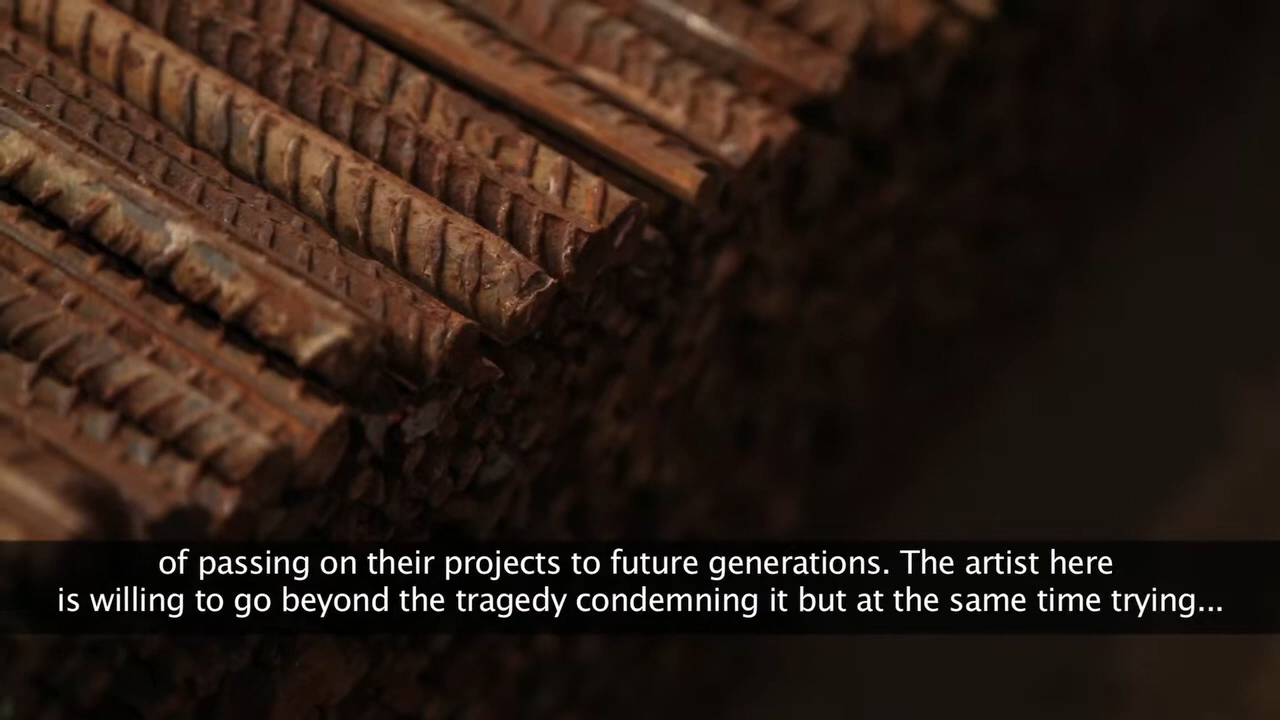 of passing on their projects to future generations. The artist here
is willing to go beyond the tragedy condemning it but at the same time trying...